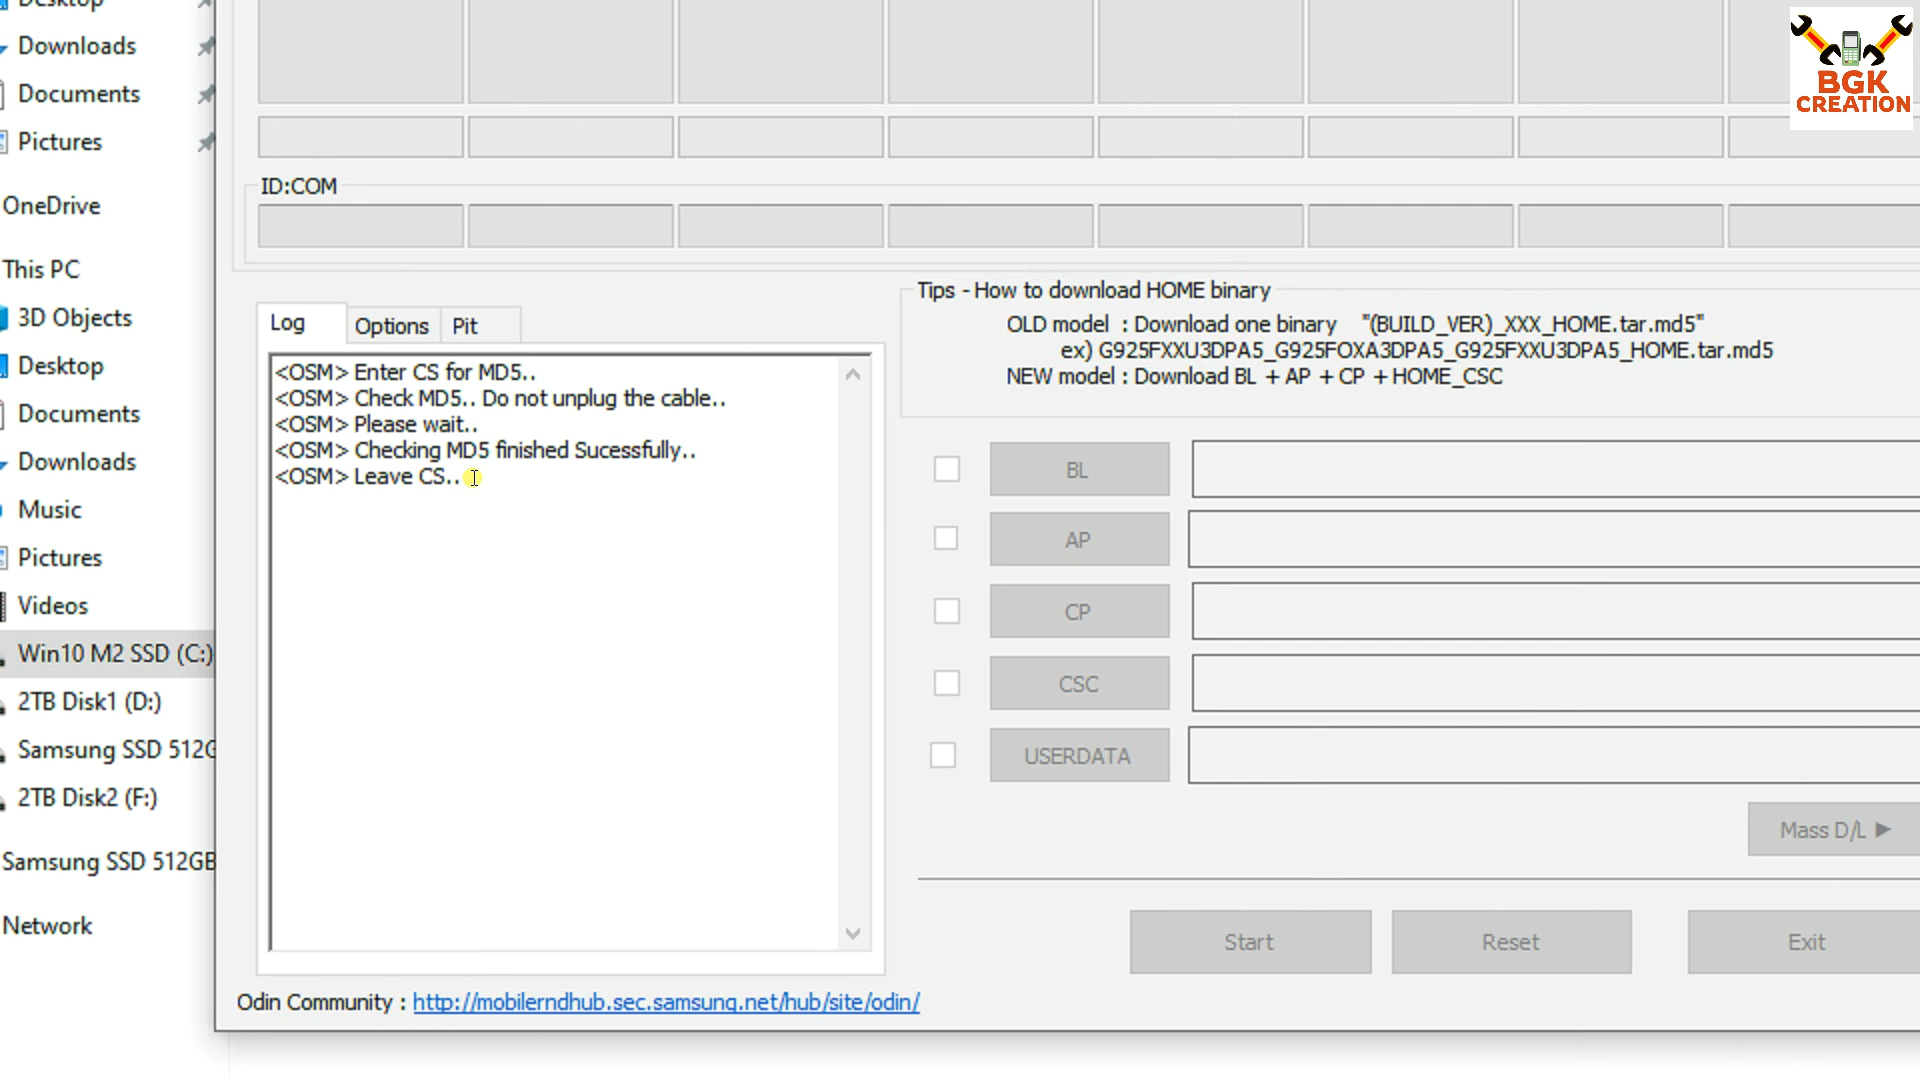 Desktop
Downloads
Documents
Pictures
OneDrive
This PC
3D Objects
Desktop
Documents
Downloads
Music
Pictures
Videos
Win10 M2 SSD (C:)
2TB Disk1 (D:)
Samsung SSD 512G
2TB Disk2 (F:)
Samsung SSD 512GB
Network
BGK
CREATION
ID:COM
Log
Options
Pit
<OSM> Enter CS for MD5..
<OSM> Check MD5.. Do not unplug the cable..
<OSM> Please wait..
<OSM> Checking MD5 finished Sucessfully..
<OSM> Leave CS..
Tips - How to download HOME binary
OLD model : Download one binary "(BUILD_VER)_XXX_HOME.tar.md5"
ex) G925FXXU3DPA5_G925FOXA3DPA5_G925FXXU3DPA5_HOME.tar.md5
NEW model : Download BL + AP + CP + HOME_CSC
BL
AP
CP
CSC
USERDATA
Mass D/L ►
Start
Reset
Exit
Odin Community : http://mobilerndhub.sec.samsung.net/hub/site/odin/